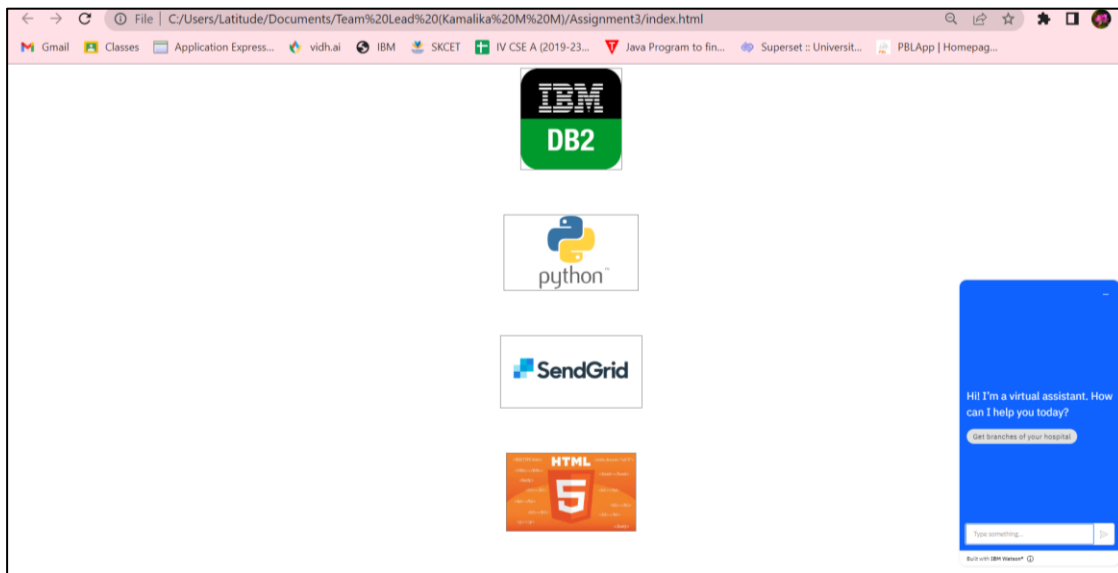 File | C:/Users/Latitude/Documents/Team%20Lead%20(Kamalika%20M%20M)/Assignment3/index.html
Gmail Classes Application Express... vidh.ai IBM SKCET IV CSE A (2019-23... Java Program to fin... Superset :: Universit... PBLApp | Homepag...
IBM
DB2
python™
SendGrid
HTML
5
Hi! I'm a virtual assistant. How
can I help you today?
Get branches of your hospital
Type something...
Built with IBM Watson®